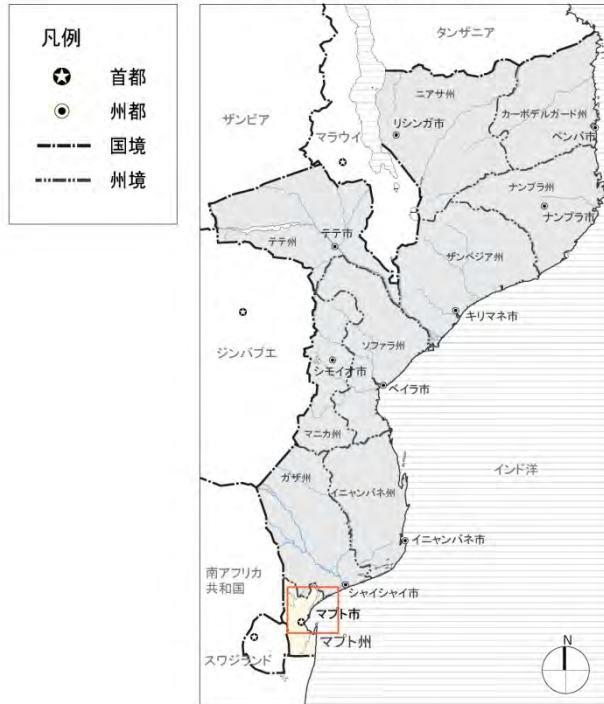 凡例
首都
州都
国境
州境
タンザニア
ザンビア
マラウイ
ニアサ州
リシンガ市
カーボデルガード州
ペンバ市
ナンプラ州
ナンプラ市
テテ州
テテ市
ザンベジア州
キリマネ市
ジンバブエ
ソファラ州
シモイオ市
ベイラ市
マニカ州
インド洋
ガザ州
イニャンバネ州
イニャンバネ市
南アフリカ
共和国
シャイシャイ市
マプト市
マプト州
スワジランド
N